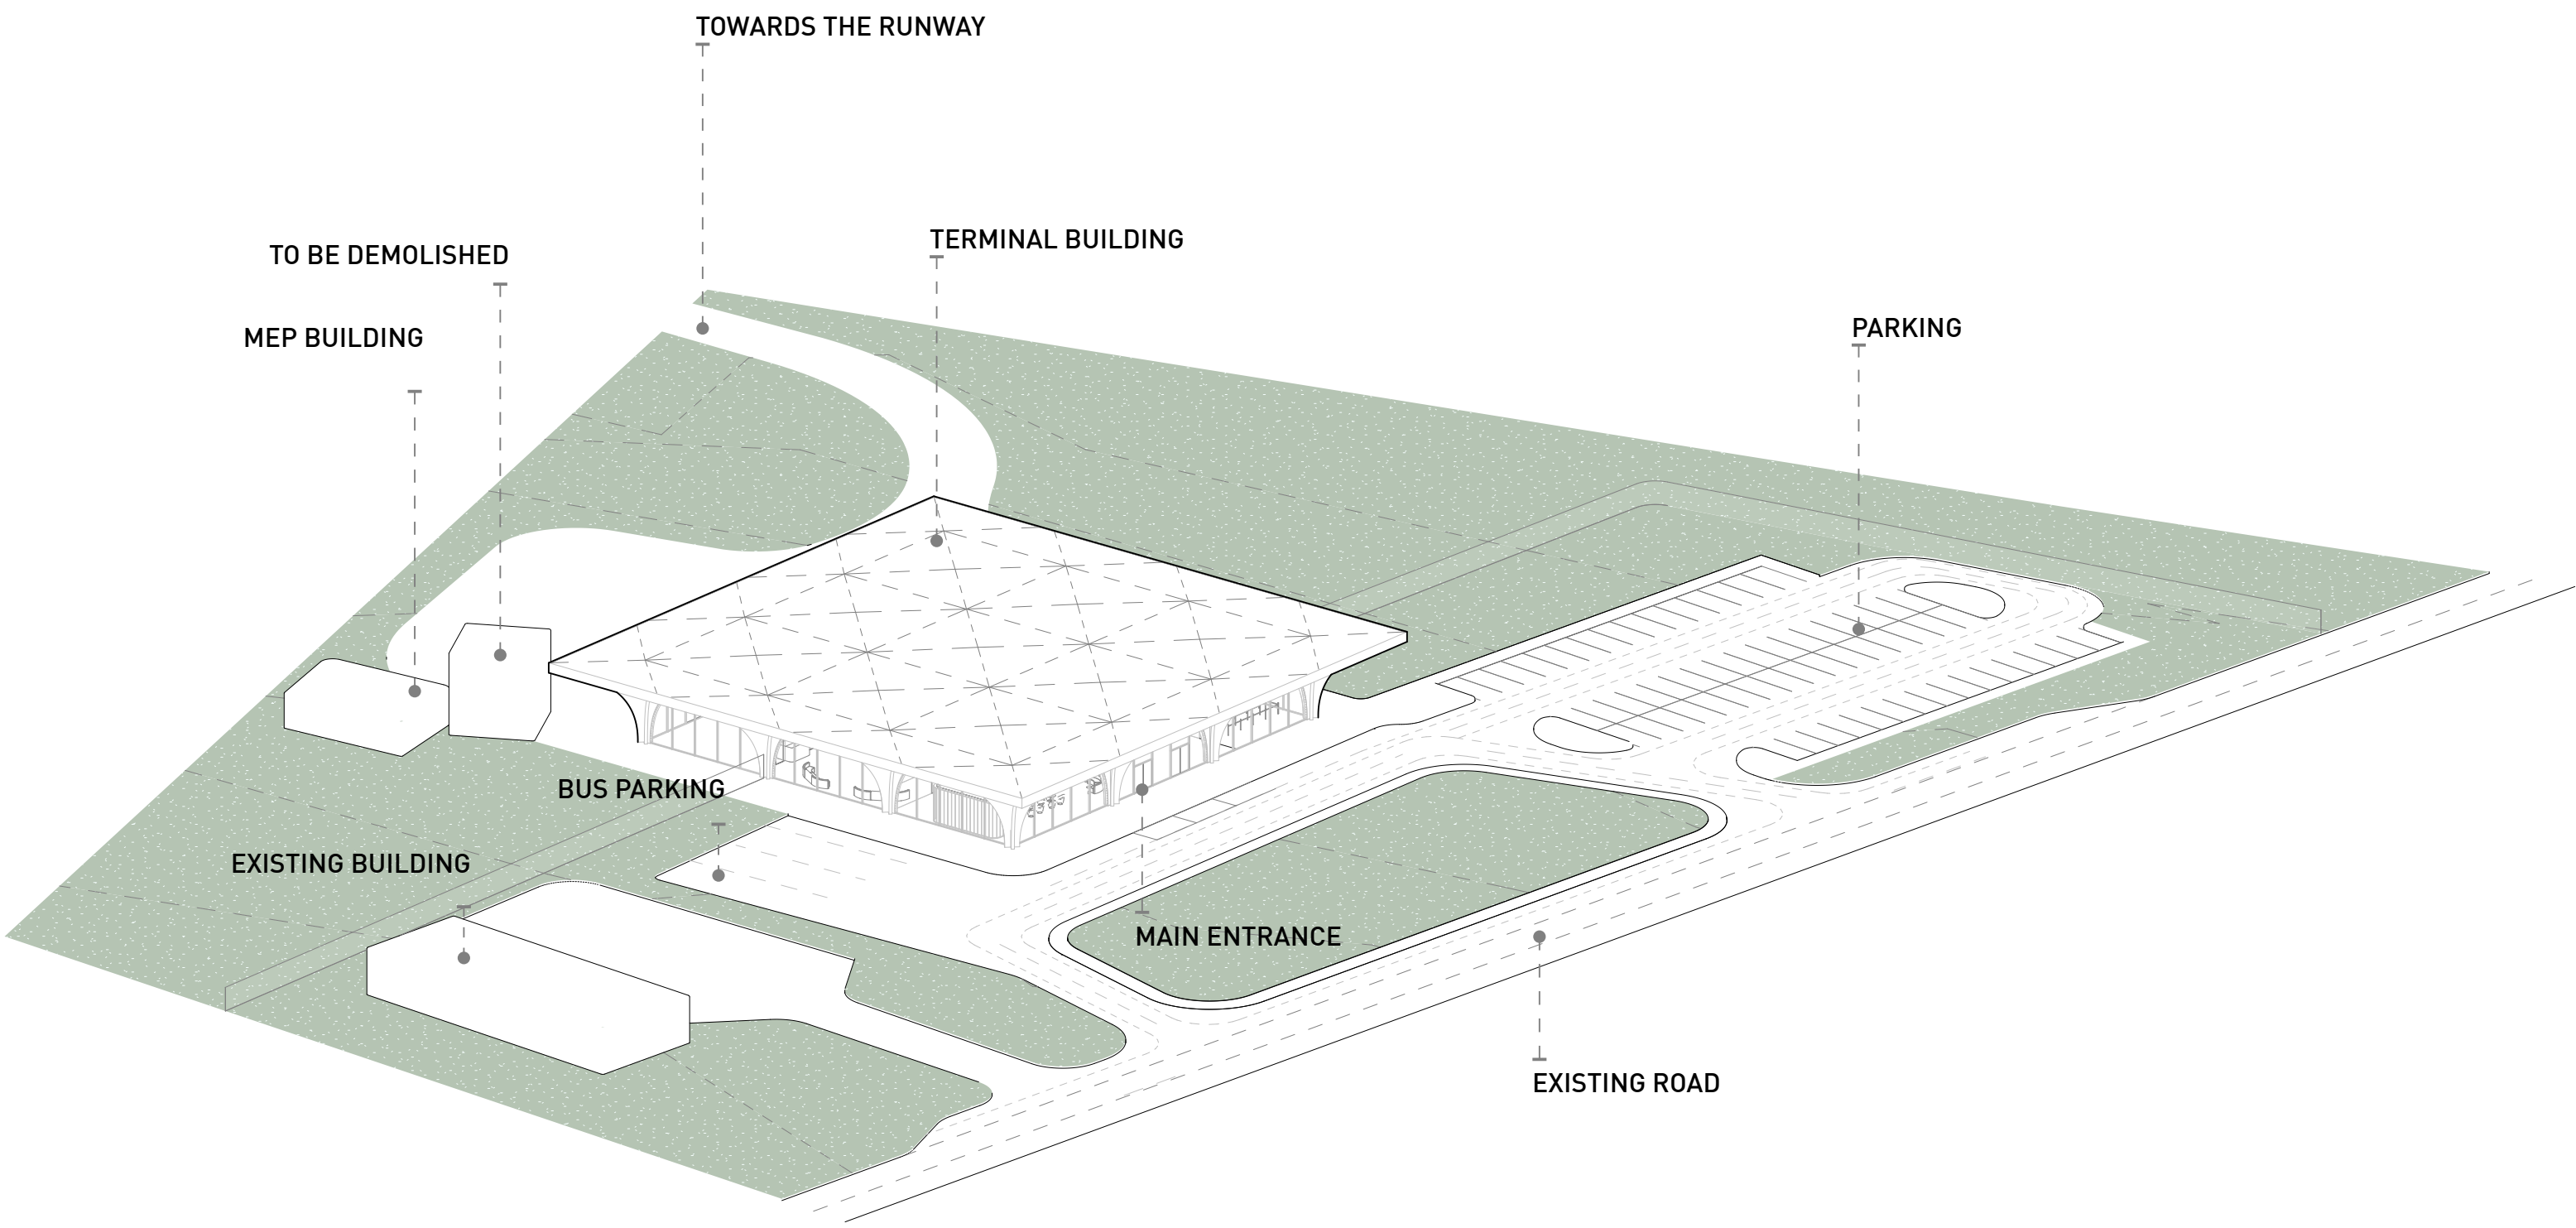 TOWARDS THE RUNWAY
TERMINAL BUILDING
TO BE DEMOLISHED
PARKING
MEP BUILDING
BUS PARKING
EXISTING BUILDING
MAIN ENTRANCE
EXISTING ROAD